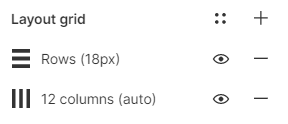 Layout grid
Rows (18px)
12 columns (auto)